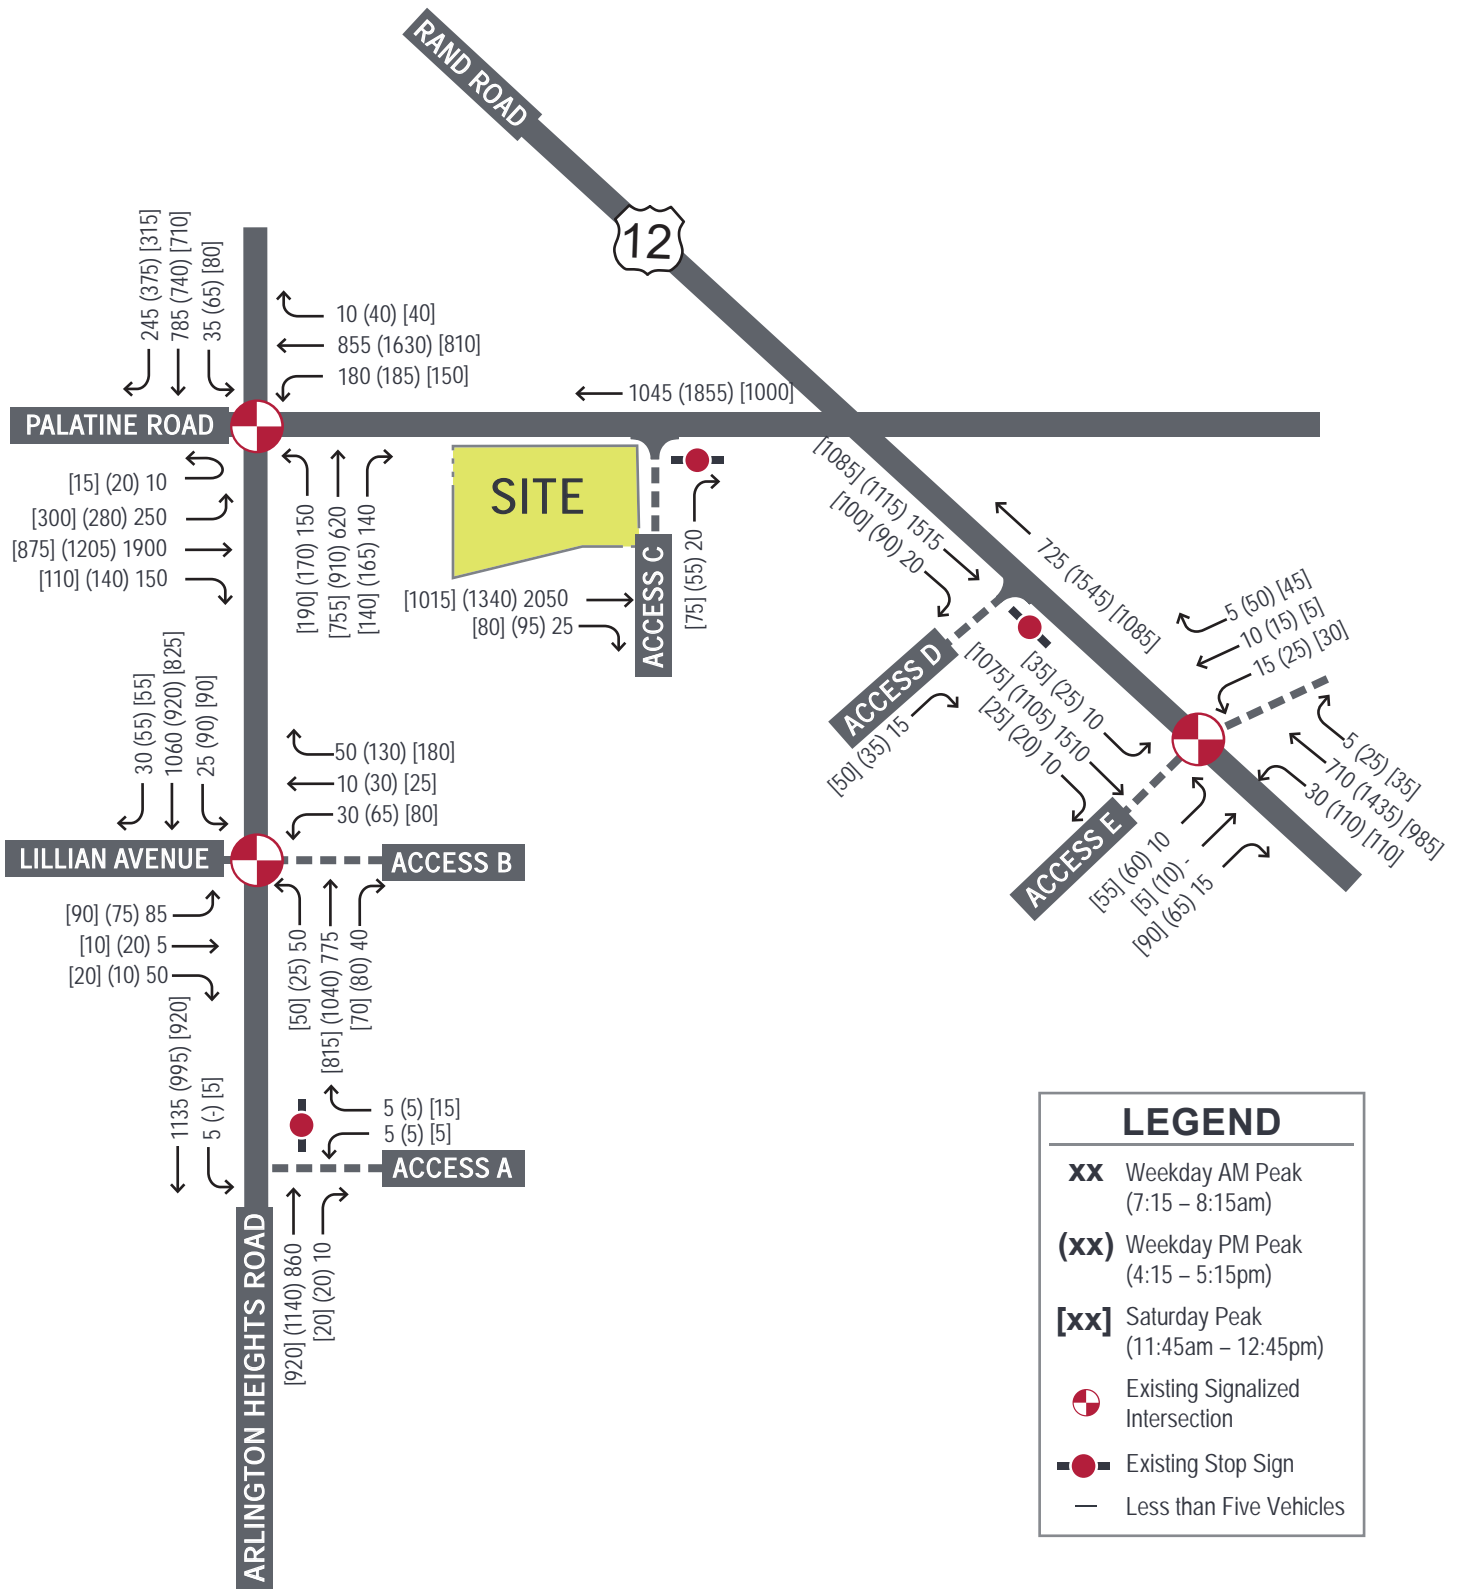 RAND ROAD
12
245 (375) [315]
785 (740) [710]
35 (65) [80]
10 (40) [40]
855 (1630) [810]
180 (185) [150]
1045 (1855) [1000]
PALATINE ROAD
[15] (20) 10
[300] (280) 250
[875] (1205) 1900
[110] (140) 150
[190] (170) 150
[755] (910) 620
[140] (165) 140
SITE
[1015] (1340) 2050
[80] (95) 25
ACCESS C
[75] (55) 20
[1085] (1115) 1515
[100] (90) 20
725 (1545) [1085]
ACCESS D
[50] (35) 15
5 (50) [45]
10 (15) [5]
15 (25) [30]
[35] (25) 10
[1075] (1105) 1510
[25] (20) 10
5 (25) [35]
710 (1435) [985]
30 (110) [110]
ACCESS E
[55] (60) 10
[5] (10) -
[90] (65) 15
30 (55) [55]
1060 (920) [825]
25 (90) [90]
50 (130) [180]
10 (30) [25]
30 (65) [80]
LILLIAN AVENUE
ACCESS B
[90] (75) 85
[10] (20) 5
[20] (10) 50
[50] (25) 50
[815] (1040) 775
[70] (80) 40
1135 (995) [920]
5 (-) [5]
5 (5) [15]
5 (5) [5]
ACCESS A
[920] (1140) 860
[20] (20) 10
ARLINGTON HEIGHTS ROAD
LEGEND
XX Weekday AM Peak
(7:15 – 8:15am)
(XX) Weekday PM Peak
(4:15 – 5:15pm)
[XX] Saturday Peak
(11:45am – 12:45pm)
Existing Signalized
Intersection
Existing Stop Sign
— Less than Five Vehicles